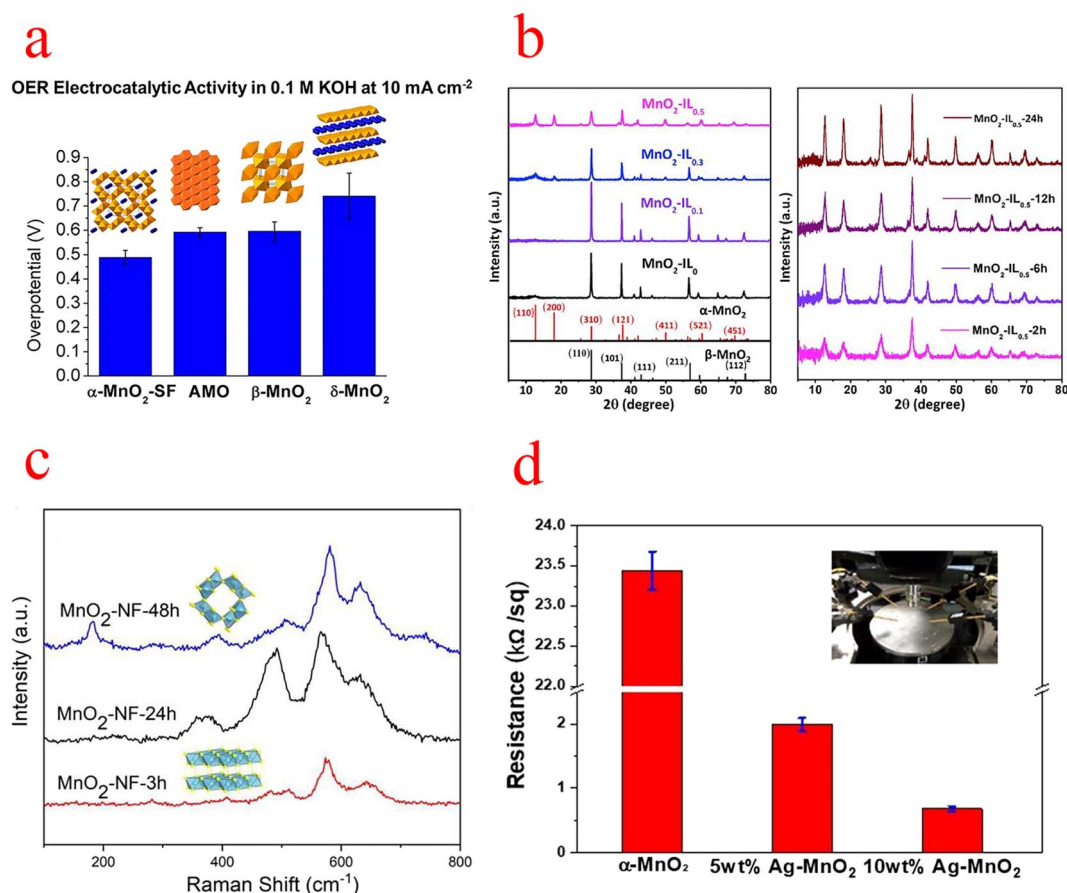 a
OER Electrocatalytic Activity in 0.1 M KOH at 10 mA cm-2
Overpotential (V)
0.9
0.8
0.7
0.6
0.5
0.4
0.3
0.2
0.1
0.0
α-MnO2-SF AMO β-MnO2 δ-MnO2
b
Intensity (a.u.)
MnO2-IL0.5
MnO2-IL0.3
MnO2-IL0.1
MnO2-IL0
α-MnO2
(110) (200) (310) (121) (411) (521) (451)
β-MnO2
(110) (101) (111) (211) (112)
10 20 30 40 50 60 70 80
2θ (degree)
Intensity (a.u.)
MnO2-IL0.5-24h
MnO2-IL0.5-12h
MnO2-IL0.5-6h
MnO2-IL0.5-2h
10 20 30 40 50 60 70 80
2θ (degree)
c
Intensity (a.u.)
MnO2-NF-48h
MnO2-NF-24h
MnO2-NF-3h
200 400 600 800
Raman Shift (cm-1)
d
Resistance (kΩ /sq)
24.0
23.5
23.0
22.5
22.0
2
1
0
α-MnO2 5wt% Ag-MnO2 10wt% Ag-MnO2